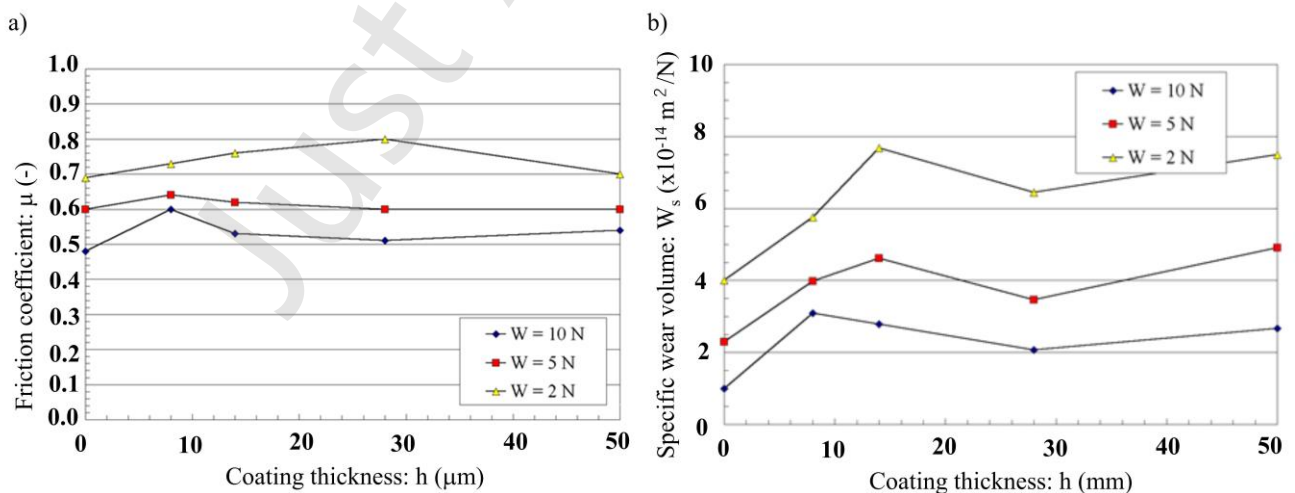 a)
Friction coefficient: μ (-)
1.0
0.9
0.8
0.7
0.6
0.5
0.4
0.3
0.2
0.1
0.0
0
10
20
30
40
50
Coating thickness: h (μm)
W = 10 N
W = 5 N
W = 2 N
Just
b)
Specific wear volume: Wₛ (x10⁻¹⁴ m²/N)
10
8
6
4
2
0
0
10
20
30
40
50
Coating thickness: h (mm)
W = 10 N
W = 5 N
W = 2 N